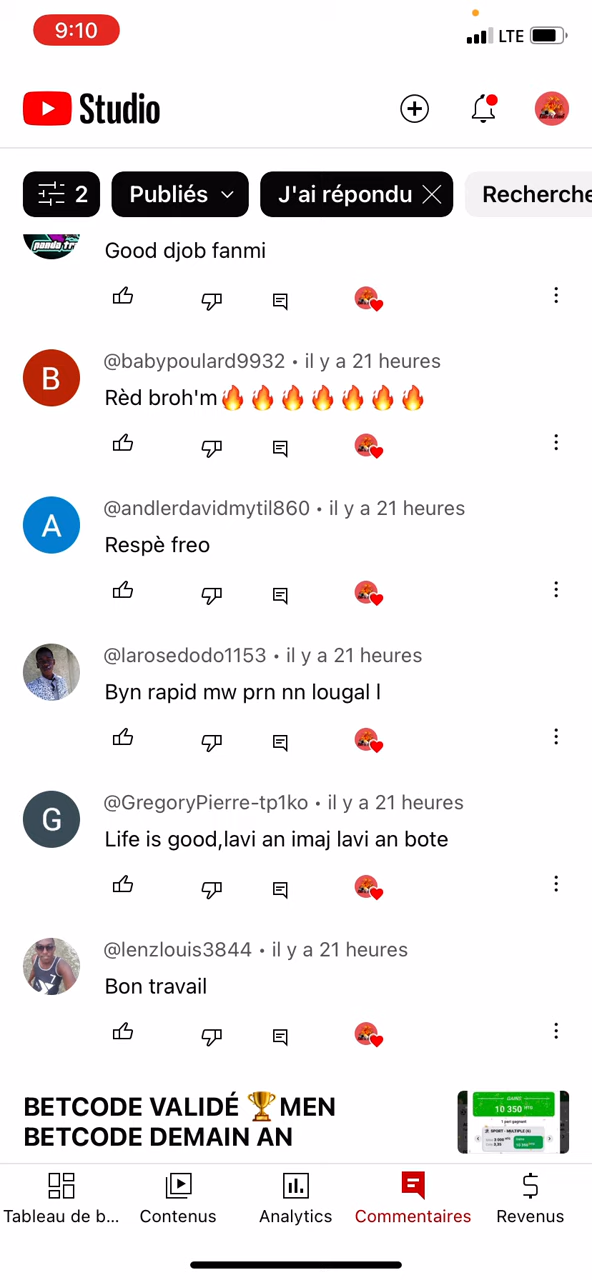 9:10
LTE
Studio
2
Publiés
J'ai répondu
Recherche
Good djob fanmi
@babypoulard9932 • il y a 21 heures
Rèd broh'm🔥🔥🔥🔥🔥🔥🔥
A
@andlerdavidmytil860 • il y a 21 heures
Respè freo
@larosedodo1153 • il y a 21 heures
Byn rapid mw prn nn lougal l
G
@GregoryPierre-tp1ko • il y a 21 heures
Life is good,lavi an imaj lavi an bote
@lenzlouis3844 • il y a 21 heures
Bon travail
BETCODE VALIDÉ 🏆MEN
BETCODE DEMAIN AN
GAINS
10 350
Tableau de b...
Contenus
Analytics
Commentaires
Revenus